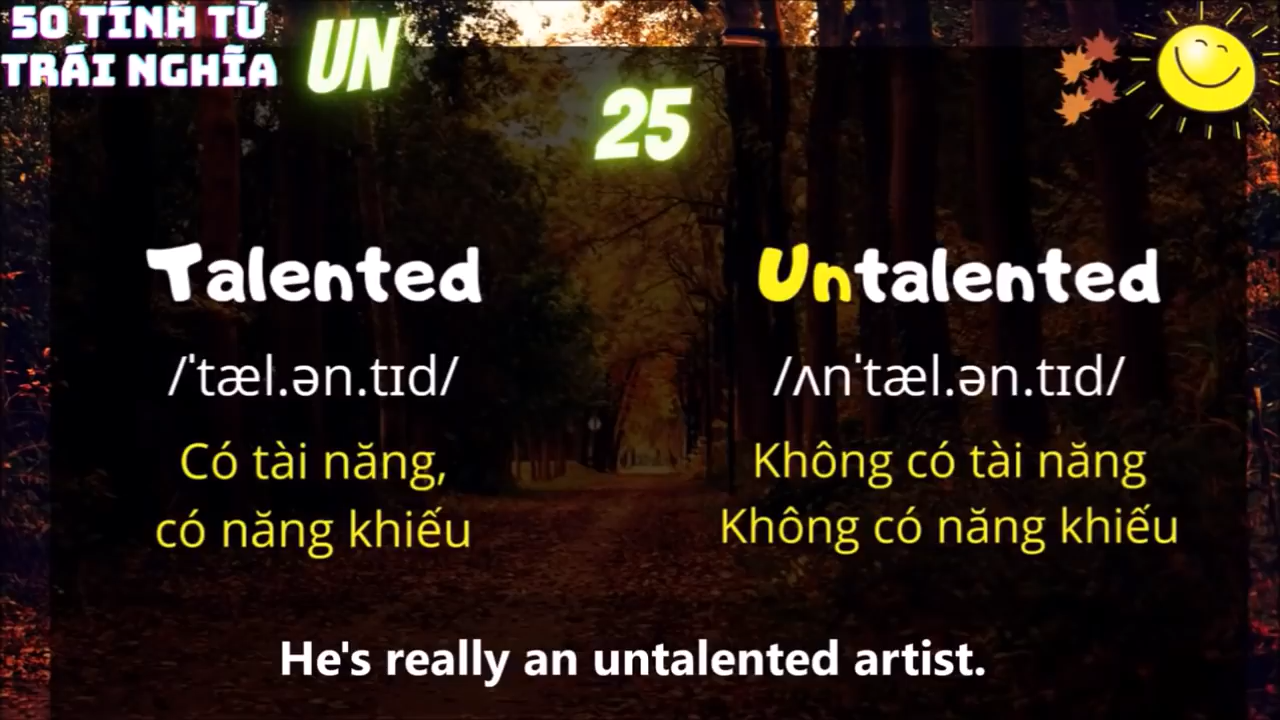 50 TÍNH TỪ
TRÁI NGHĨA
UN
25
Talented
Untalented
/ˈtæl.ən.tɪd/
/ʌnˈtæl.ən.tɪd/
Có tài năng,
có năng khiếu
Không có tài năng
Không có năng khiếu
He's really an untalented artist.